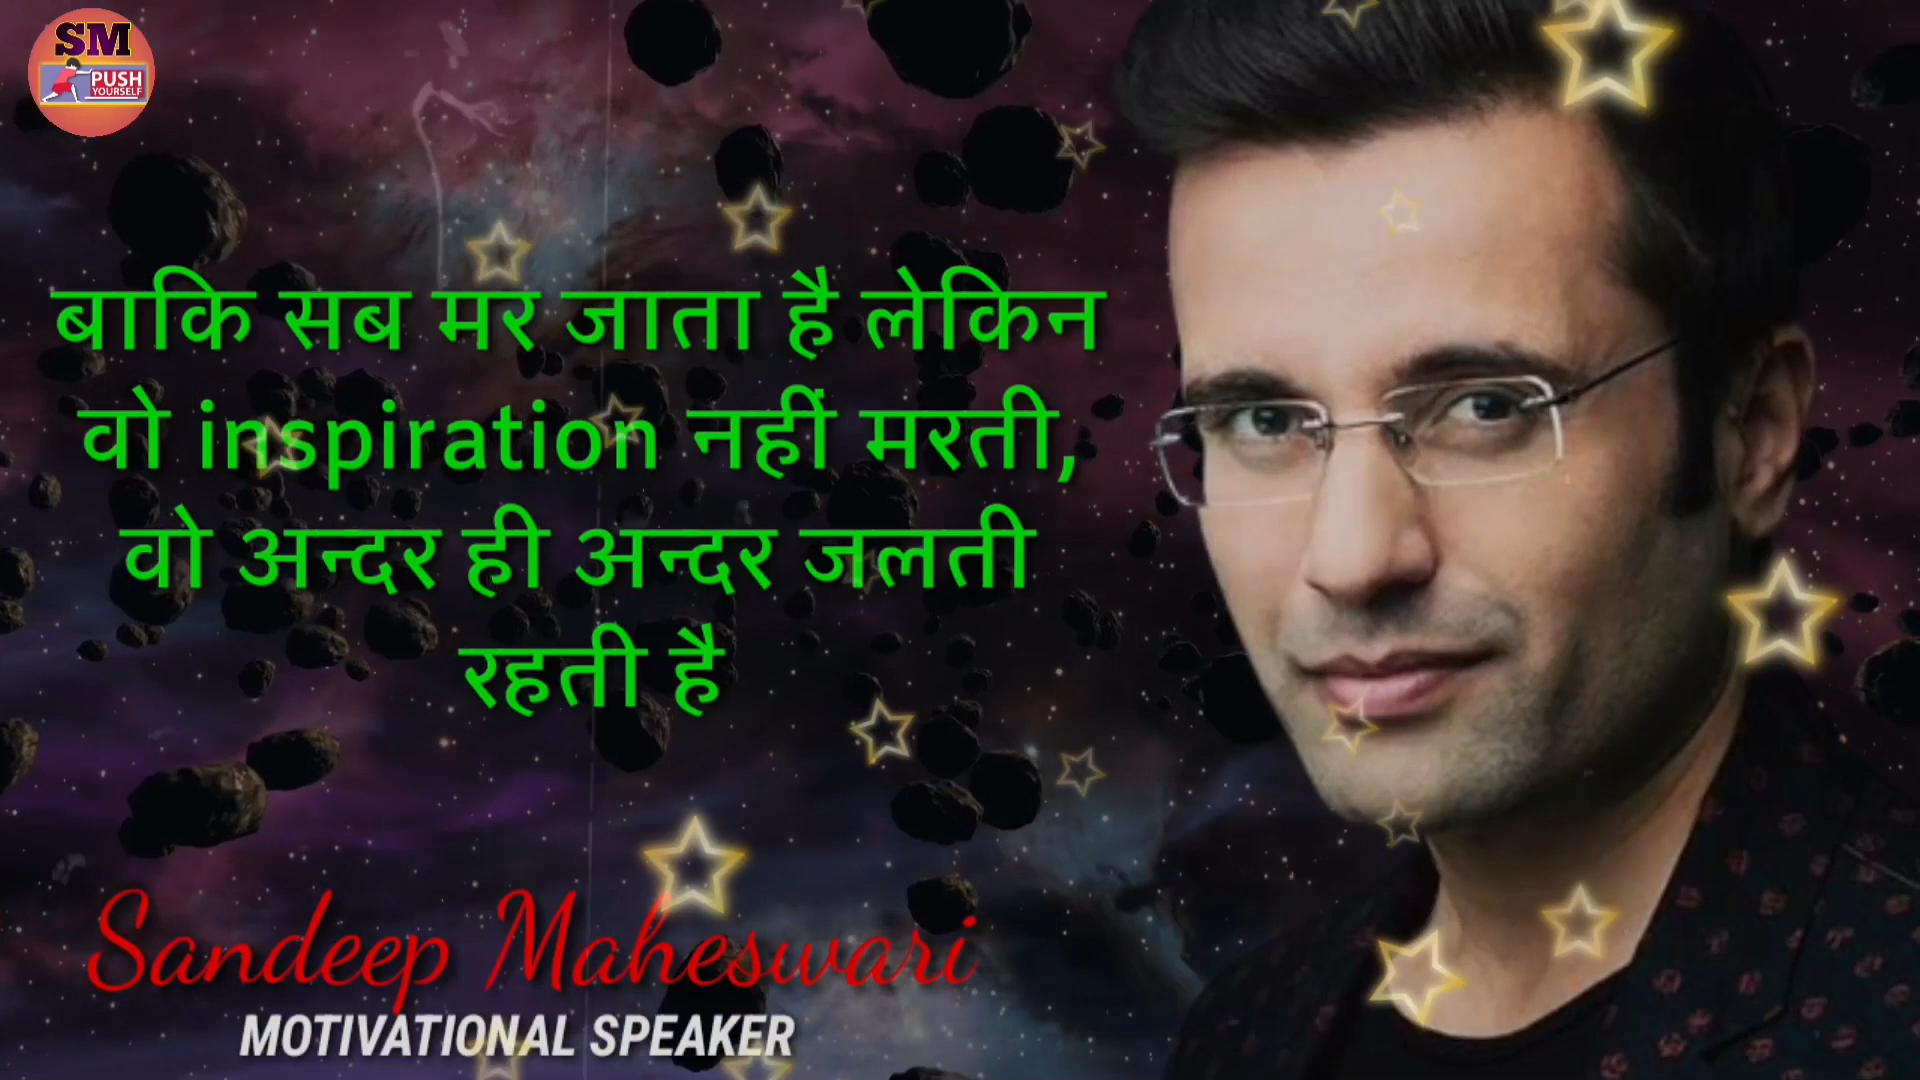 SM
PUSH
YOURSELF
बाकि सब मर जाता है लेकिन
वो inspiration नहीं मरती,
वो अन्दर ही अन्दर जलती
रहती है
Sandeep Maheswari
MOTIVATIONAL SPEAKER